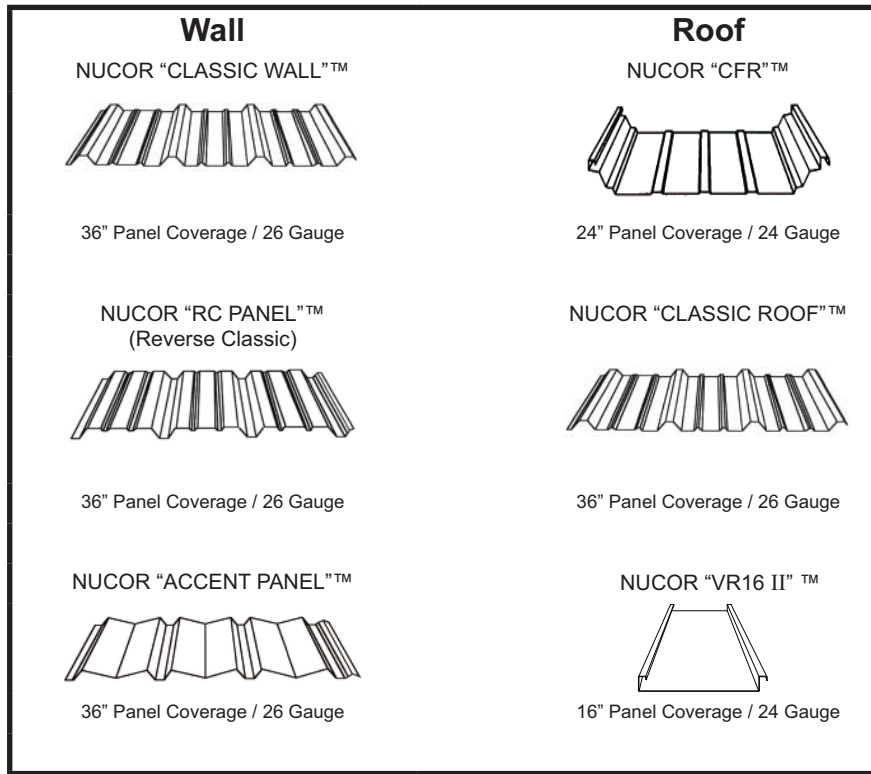 Wall
NUCOR “CLASSIC WALL”™
36” Panel Coverage / 26 Gauge
NUCOR “RC PANEL”™
(Reverse Classic)
36” Panel Coverage / 26 Gauge
NUCOR “ACCENT PANEL”™
36” Panel Coverage / 26 Gauge
Roof
NUCOR “CFR”™
24” Panel Coverage / 24 Gauge
NUCOR “CLASSIC ROOF”™
36” Panel Coverage / 26 Gauge
NUCOR “VR16 II” ™
16” Panel Coverage / 24 Gauge